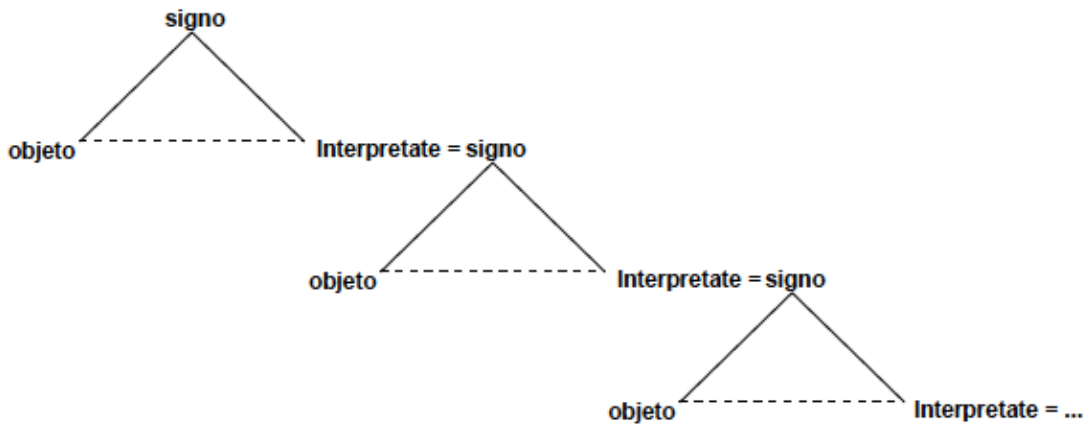 signo
objeto
Interpretate = signo
objeto
Interpretate = signo
objeto
Interpretate = ...